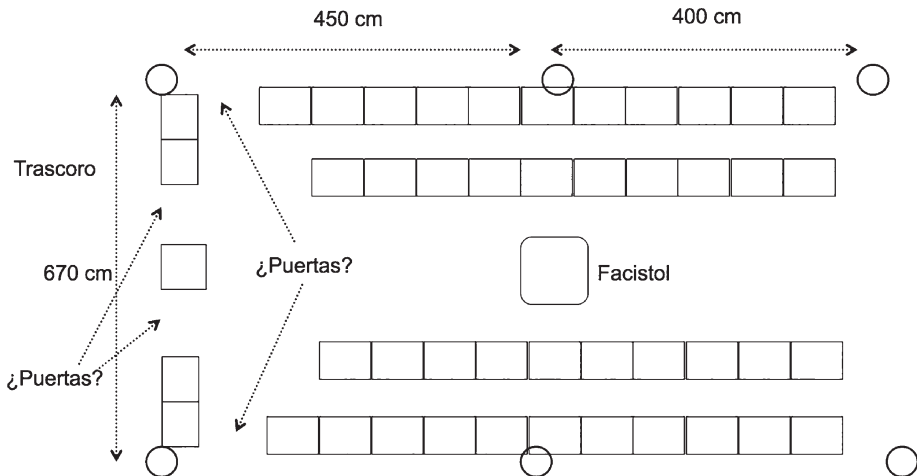 450 cm
400 cm
Trascoro
¿Puertas?
670 cm
Facistol
¿Puertas?